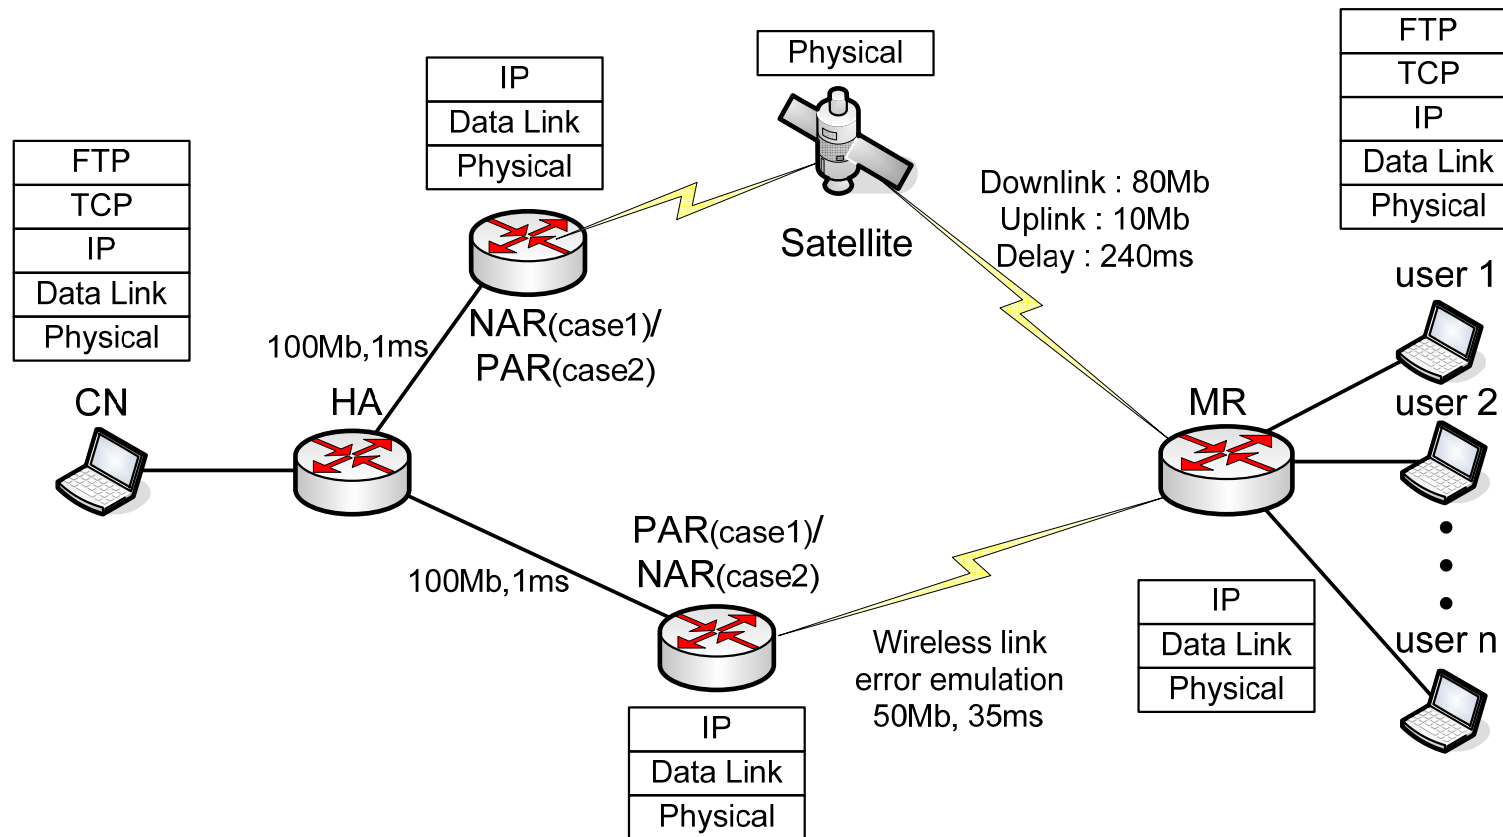 Physical
FTP
TCP
IP
Data Link
Physical
IP
Data Link
Physical
FTP
TCP
IP
Data Link
Physical
Satellite
Downlink : 80Mb
Uplink : 10Mb
Delay : 240ms
NAR(case1)/
PAR(case2)
100Mb,1ms
CN
HA
MR
user 1
user 2
user n
100Mb,1ms
PAR(case1)/
NAR(case2)
Wireless link
error emulation
50Mb, 35ms
IP
Data Link
Physical
IP
Data Link
Physical